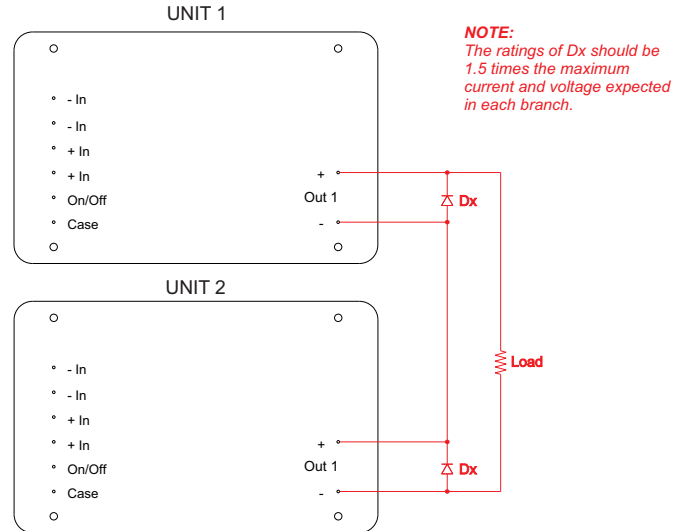 UNIT 1
NOTE:
The ratings of Dx should be
1.5 times the maximum
current and voltage expected
in each branch.
- In
- In
+ In
+ In
On/Off
Case
+
Out 1
-
Dx
UNIT 2
Load
- In
- In
+ In
+ In
On/Off
Case
+
Out 1
-
Dx